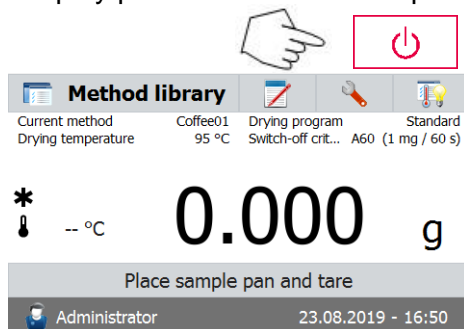 Method library
Current method Coffee01 Drying program Standard
Drying temperature 95 °C Switch-off crit... A60 (1 mg / 60 s)
-- °C 0.000 g
Place sample pan and tare
Administrator 23.08.2019 - 16:50